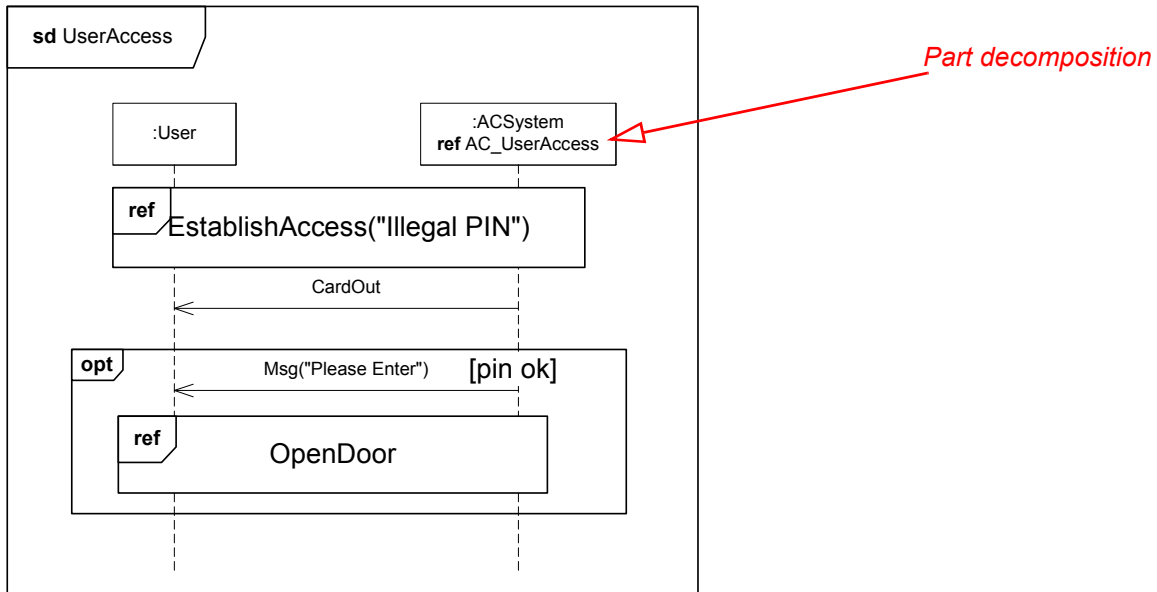 sd UserAccess
Part decomposition
:User
:ACSystem
ref AC_UserAccess
ref
EstablishAccess("Illegal PIN")
CardOut
opt
Msg("Please Enter")
[pin ok]
ref
OpenDoor